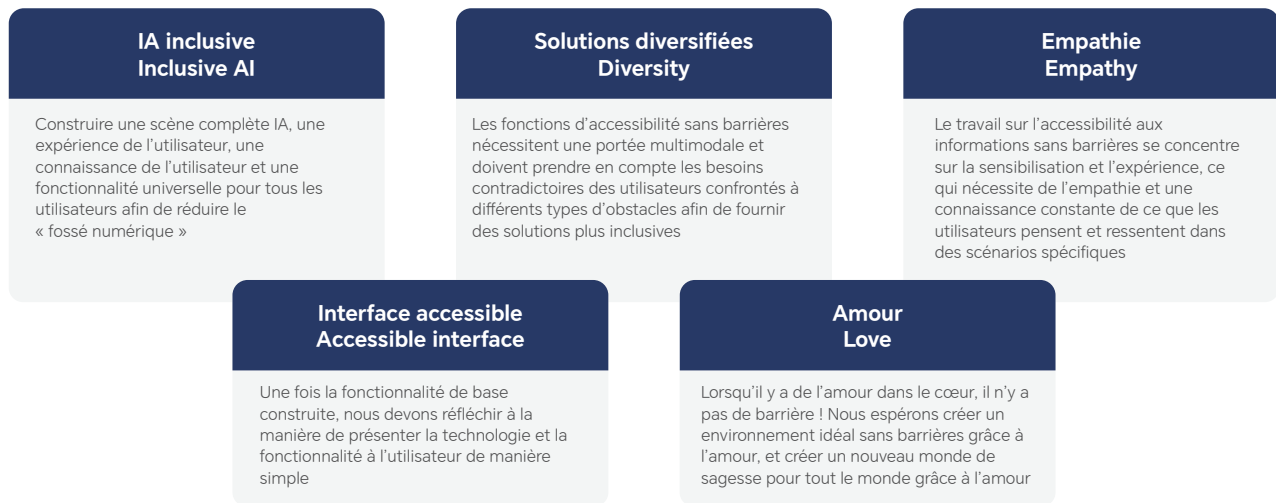 IA inclusive
Inclusive AI
Construire une scène complète IA, une
expérience de l’utilisateur, une
connaissance de l’utilisateur et une
fonctionnalité universelle pour tous les
utilisateurs afin de réduire le
« fossé numérique »
Solutions diversifiées
Diversity
Les fonctions d’accessibilité sans barrières
nécessitent une portée multimodale et
doivent prendre en compte les besoins
contradictoires des utilisateurs confrontés à
différents types d’obstacles afin de fournir
des solutions plus inclusives
Empathie
Empathy
Le travail sur l’accessibilité aux
informations sans barrières se concentre
sur la sensibilisation et l’expérience, ce
qui nécessite de l’empathie et une
connaissance constante de ce que les
utilisateurs pensent et ressentent dans
des scénarios spécifiques
Interface accessible
Accessible interface
Une fois la fonctionnalité de base
construite, nous devons réfléchir à la
manière de présenter la technologie et la
fonctionnalité à l’utilisateur de manière
simple
Amour
Love
Lorsqu’il y a de l’amour dans le cœur, il n’y a
pas de barrière ! Nous espérons créer un
environnement idéal sans barrières grâce à
l’amour, et créer un nouveau monde de
sagesse pour tout le monde grâce à l’amour